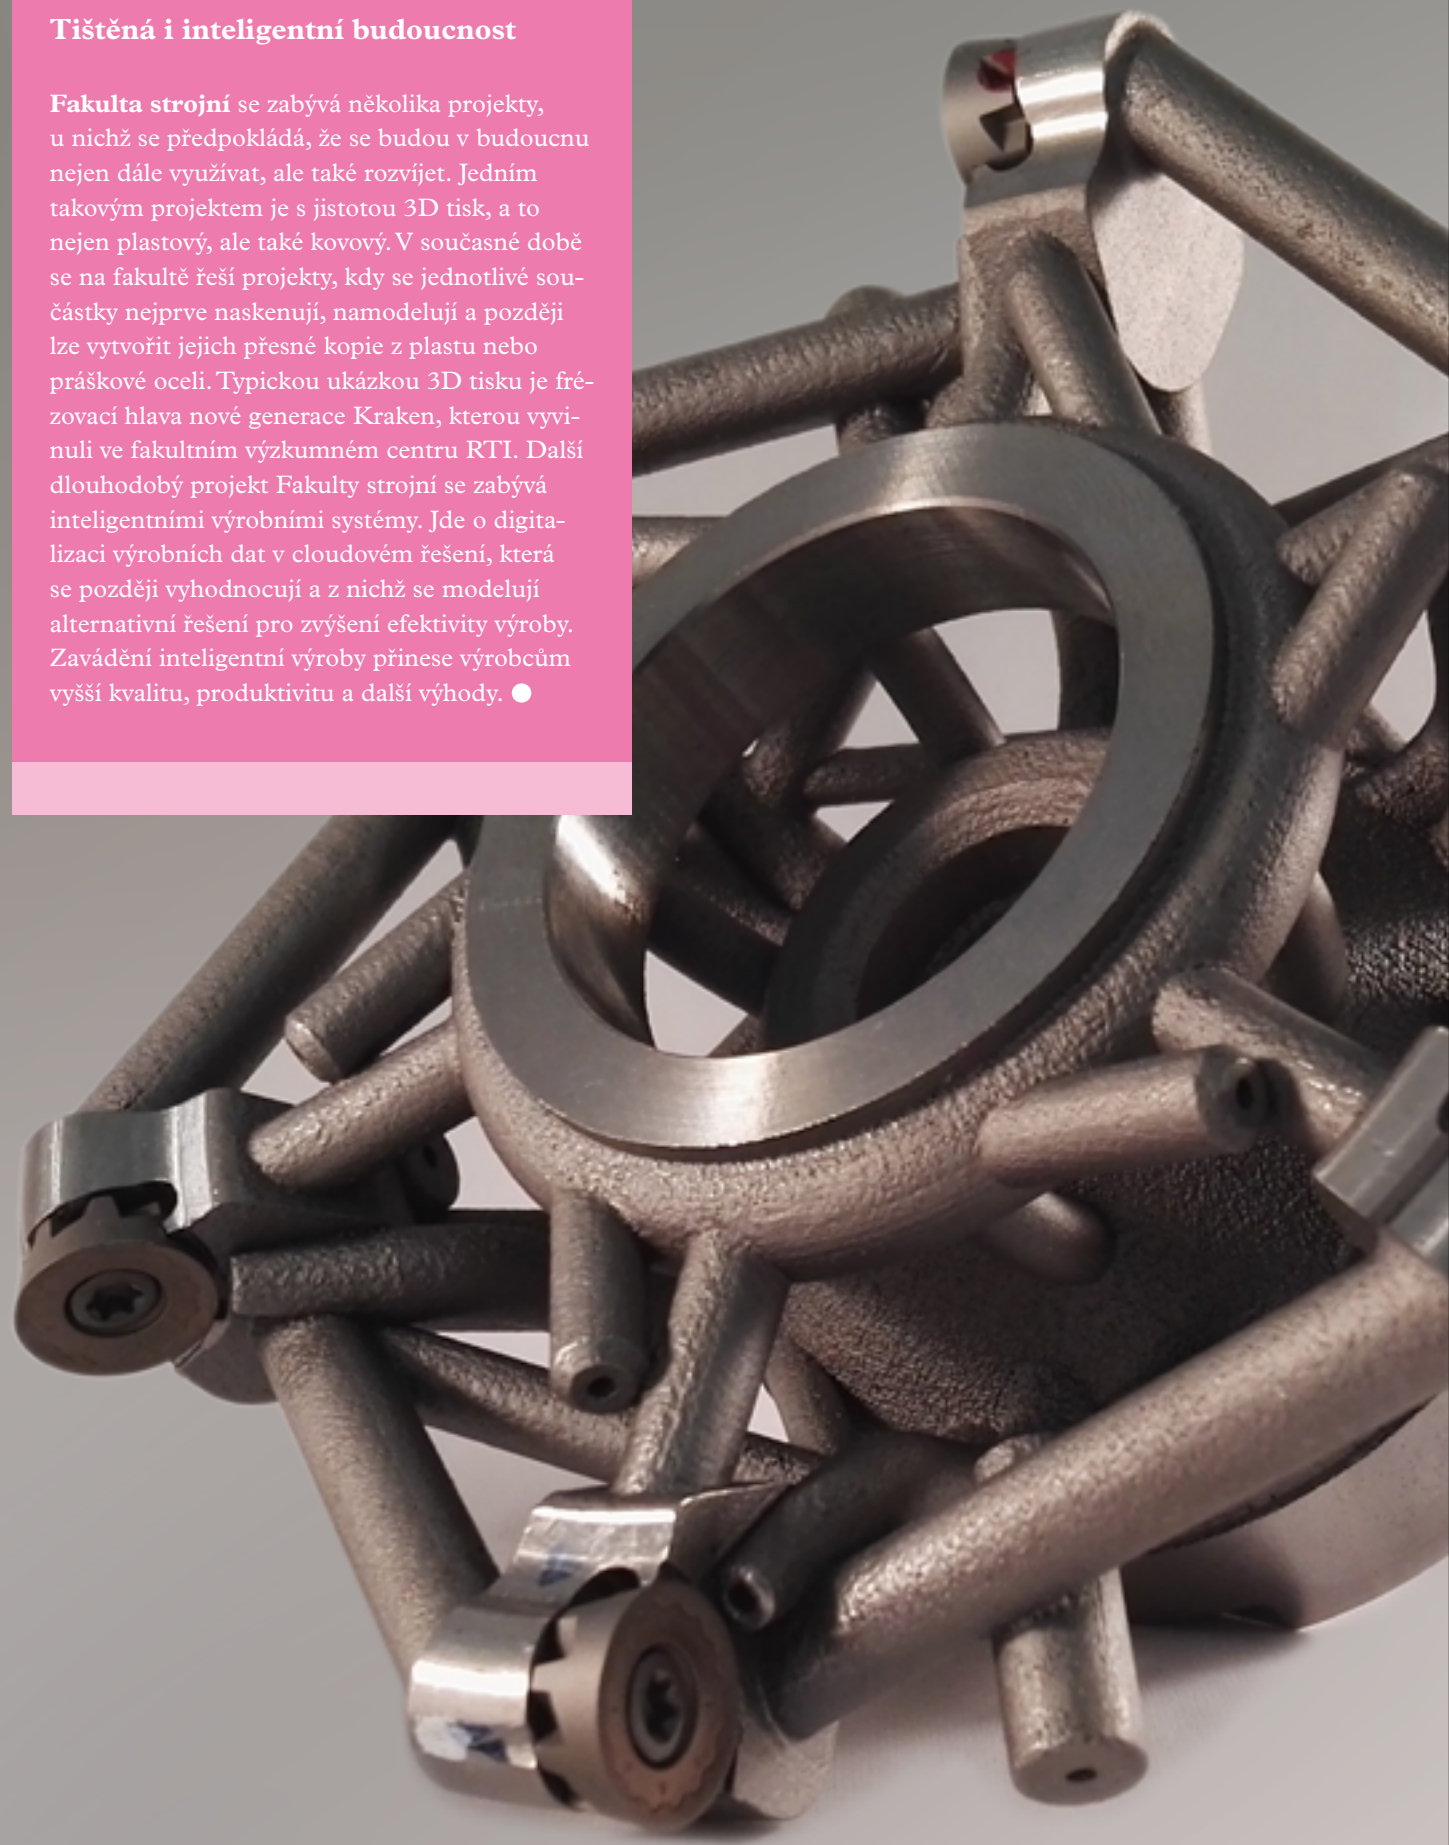 Tištěná i inteligentní budoucnost
Fakulta strojní se zabývá několika projekty,
u nichž se předpokládá, že se budou v budoucnu
nejen dále využívat, ale také rozvíjet. Jedním
takovým projektem je s jistotou 3D tisk, a to
nejen plastový, ale také kovový. V současné době
se na fakultě řeší projekty, kdy se jednotlivé sou-
částky nejprve naskenují, namodelují a později
lze vytvořit jejich přesné kopie z plastu nebo
práškové oceli. Typickou ukázkou 3D tisku je fré-
zovací hlava nové generace Kraken, kterou vyvi-
nuli ve fakultním výzkumném centru RTI. Další
dlouhodobý projekt Fakulty strojní se zabývá
inteligentními výrobními systémy. Jde o digita-
lizaci výrobních dat v cloudovém řešení, která
se později vyhodnocují a z nichž se modelují
alternativní řešení pro zvýšení efektivity výroby.
Zavádění inteligentní výroby přinese výrobcům
vyšší kvalitu, produktivitu a další výhody. ●